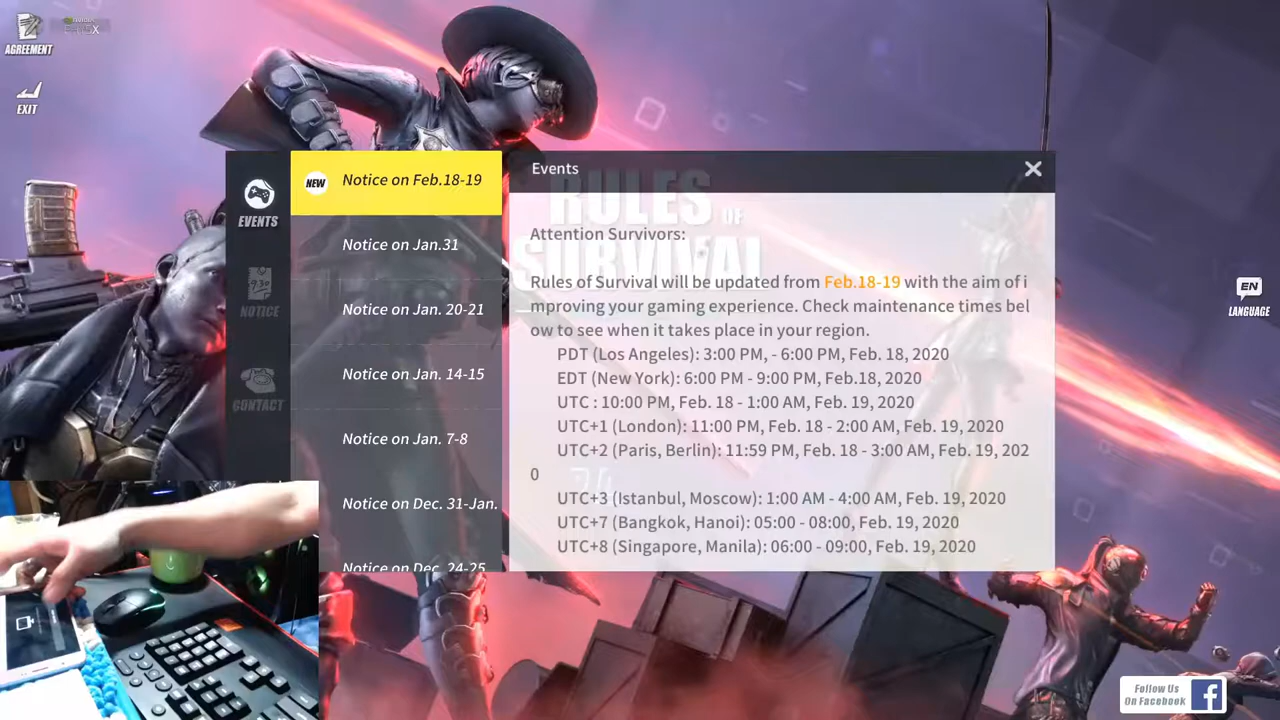 AGREEMENT
EXIT
EVENTS
NOTICE
CONTACT
NEW
Notice on Feb.18-19
Notice on Jan.31
Notice on Jan. 20-21
Notice on Jan. 14-15
Notice on Jan. 7-8
Notice on Dec. 31-Jan.
Notice on Dec. 24-25
Events
RULES OF
SURVIVAL
Attention Survivors:
Rules of Survival will be updated from Feb.18-19 with the aim of i
mproving your gaming experience. Check maintenance times bel
ow to see when it takes place in your region.
PDT (Los Angeles): 3:00 PM, - 6:00 PM, Feb. 18, 2020
EDT (New York): 6:00 PM - 9:00 PM, Feb.18, 2020
UTC : 10:00 PM, Feb. 18 - 1:00 AM, Feb. 19, 2020
UTC+1 (London): 11:00 PM, Feb. 18 - 2:00 AM, Feb. 19, 2020
UTC+2 (Paris, Berlin): 11:59 PM, Feb. 18 - 3:00 AM, Feb. 19, 202
0
UTC+3 (Istanbul, Moscow): 1:00 AM - 4:00 AM, Feb. 19, 2020
UTC+7 (Bangkok, Hanoi): 05:00 - 08:00, Feb. 19, 2020
UTC+8 (Singapore, Manila): 06:00 - 09:00, Feb. 19, 2020
EN
LANGUAGE
Follow Us
On Facebook